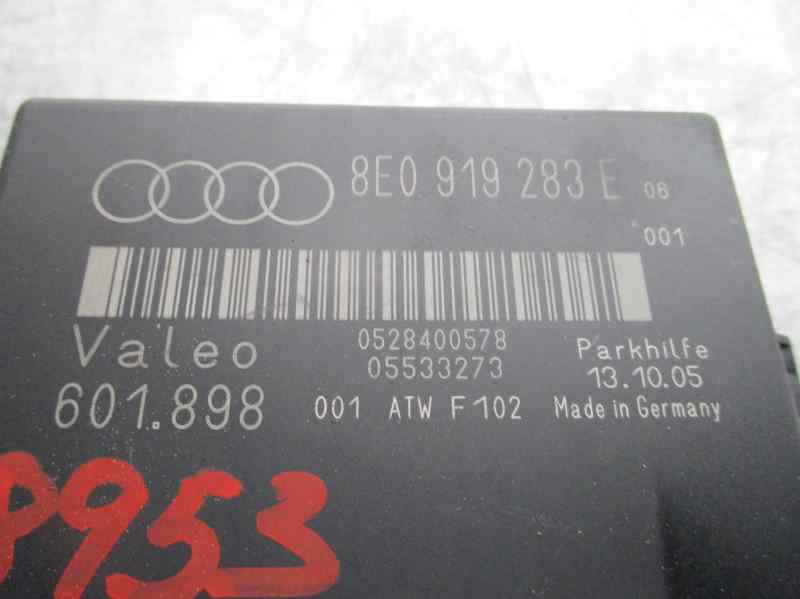 8E0 919 283 E 06
001
Valeo
0528400578
05533273
Parkhilfe
13.10.05
601.898
001 ATW F102
Made in Germany
8953